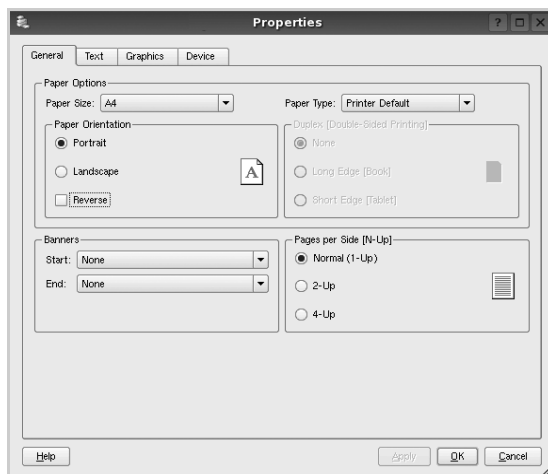 Properties
General Text Graphics Device
Paper Options
Paper Size: A4 Paper Type: Printer Default
Paper Orientation
Portrait
Landscape
Reverse
A
Duplex [Double-Sided Printing]
None
Long Edge [Book]
Short Edge [Tablet]
Banners
Start: None
End: None
Pages per Side [N-Up]
Normal (1-Up)
2-Up
4-Up
Help Apply OK Cancel